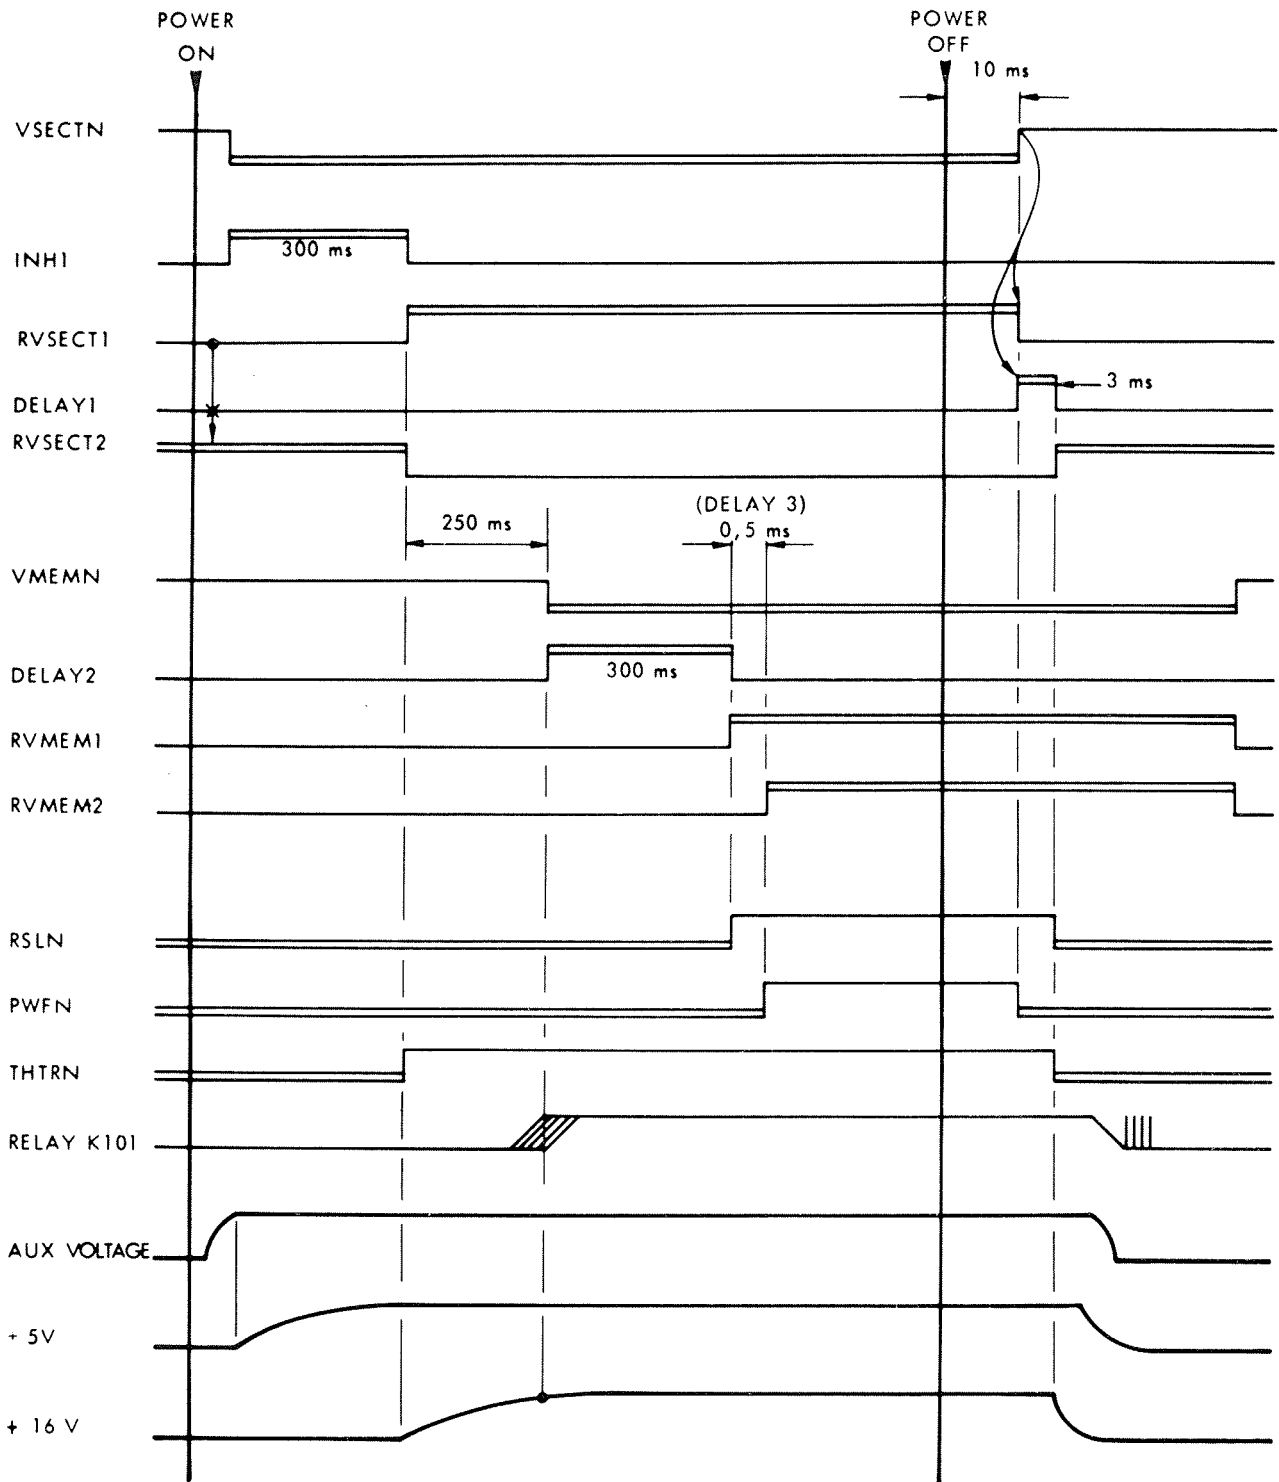 POWER
ON
POWER
OFF
10 ms
VSECTN
INH1
300 ms
RVSECT1
DELAY1
3 ms
RVSECT2
(DELAY 3)
250 ms
0,5 ms
VMEMN
DELAY2
300 ms
RVMEM1
RVMEM2
RSLN
PWFN
THTRN
RELAY K101
AUX VOLTAGE
+ 5V
+ 16 V